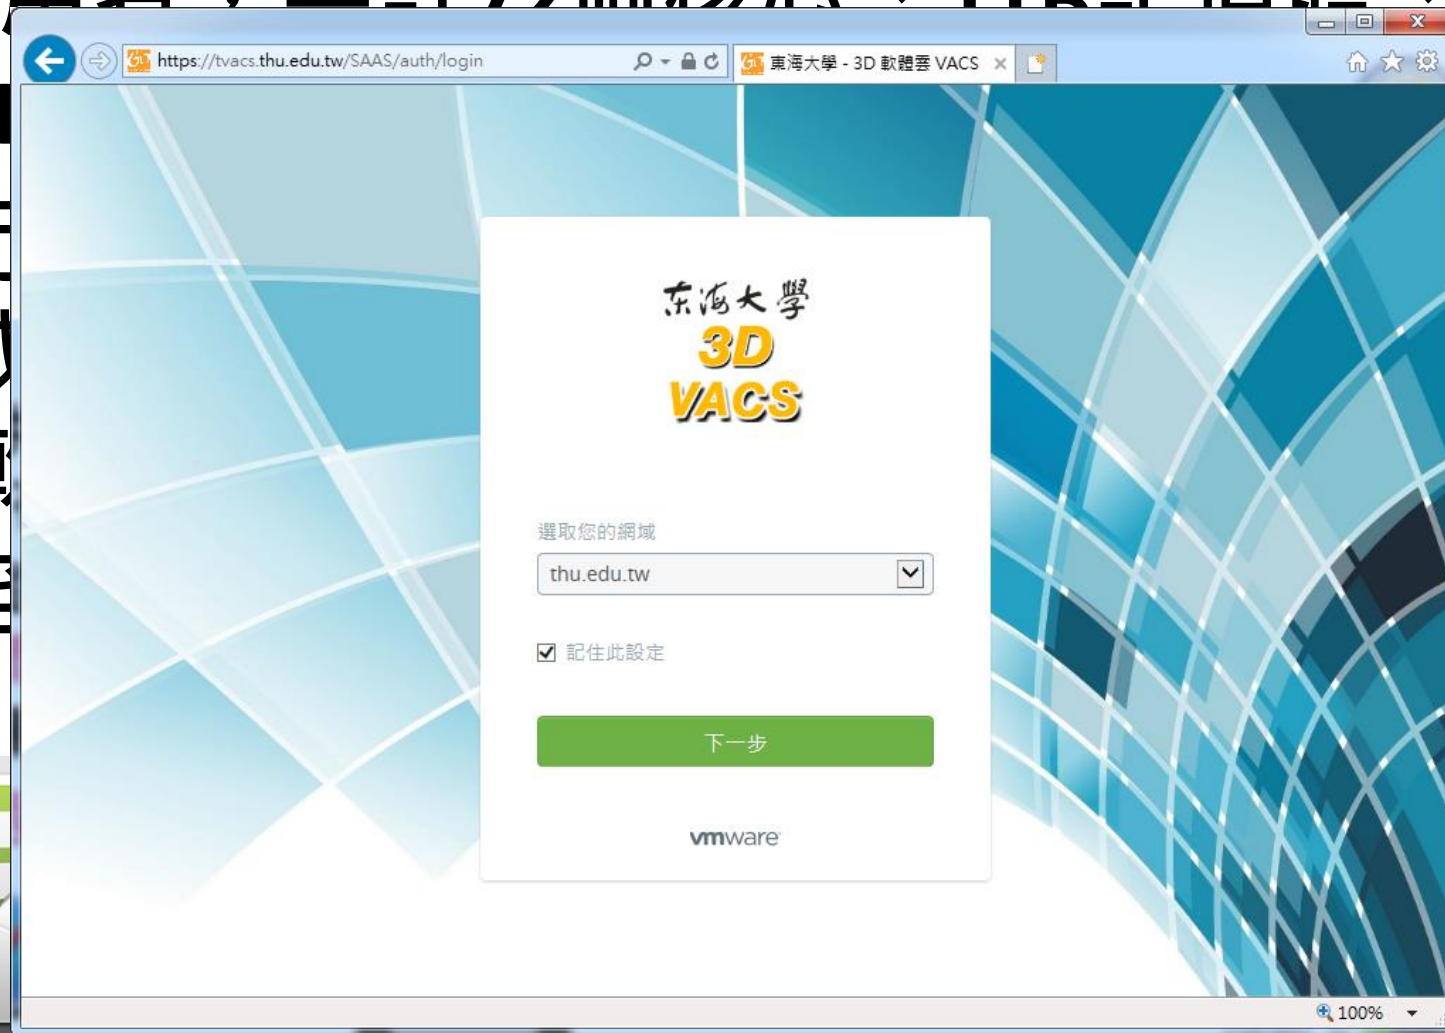 https://tvacs.thu.edu.tw/SAAS/auth/login
東海大學 - 3D 軟體雲 VACS
东海大學
3D
VACS
選取您的網域
thu.edu.tw
記住此設定
下一步
vmware
100%